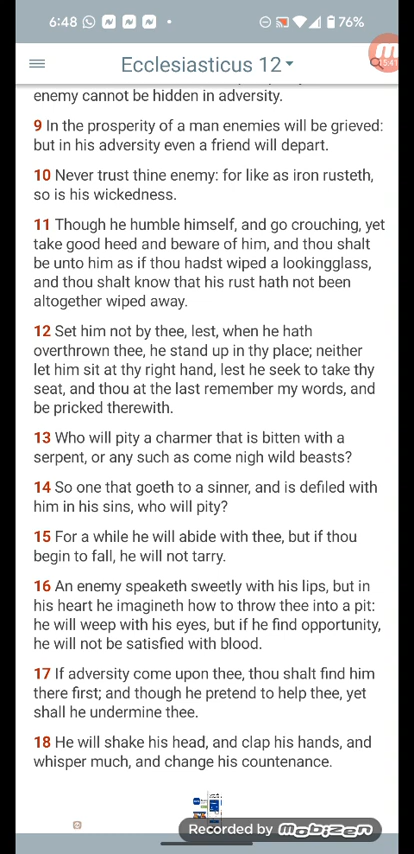 6:48
76%
Ecclesiasticus 12
15:41
enemy cannot be hidden in adversity.
9 In the prosperity of a man enemies will be grieved:
but in his adversity even a friend will depart.
10 Never trust thine enemy: for like as iron rusteth,
so is his wickedness.
11 Though he humble himself, and go crouching, yet
take good heed and beware of him, and thou shalt
be unto him as if thou hadst wiped a lookingglass,
and thou shalt know that his rust hath not been
altogether wiped away.
12 Set him not by thee, lest, when he hath
overthrown thee, he stand up in thy place; neither
let him sit at thy right hand, lest he seek to take thy
seat, and thou at the last remember my words, and
be pricked therewith.
13 Who will pity a charmer that is bitten with a
serpent, or any such as come nigh wild beasts?
14 So one that goeth to a sinner, and is defiled with
him in his sins, who will pity?
15 For a while he will abide with thee, but if thou
begin to fall, he will not tarry.
16 An enemy speaketh sweetly with his lips, but in
his heart he imagineth how to throw thee into a pit:
he will weep with his eyes, but if he find opportunity,
he will not be satisfied with blood.
17 If adversity come upon thee, thou shalt find him
there first; and though he pretend to help thee, yet
shall he undermine thee.
18 He will shake his head, and clap his hands, and
whisper much, and change his countenance.
Recorded by mobizen